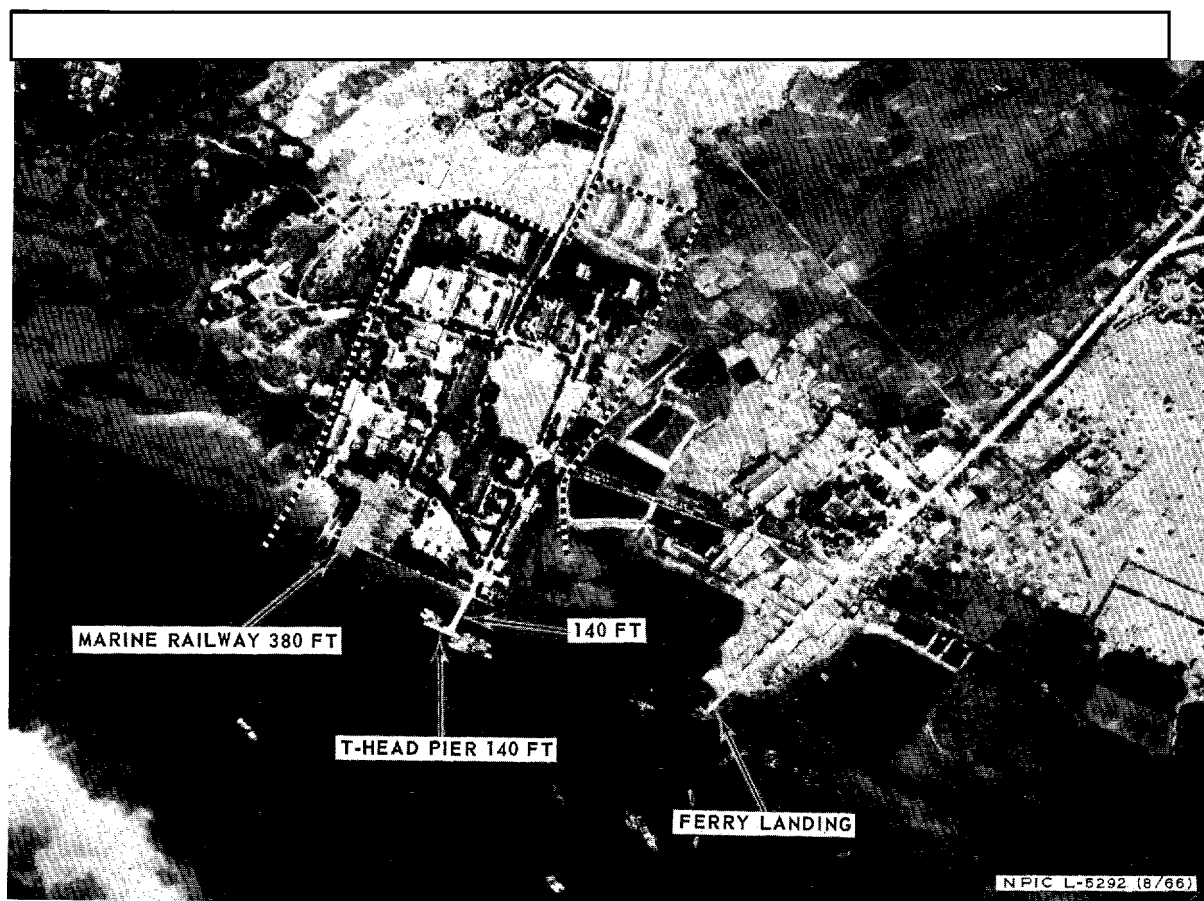 MARINE RAILWAY 380 FT
140 FT
T-HEAD PIER 140 FT
FERRY LANDING
NPIC L-5292 (8/66)